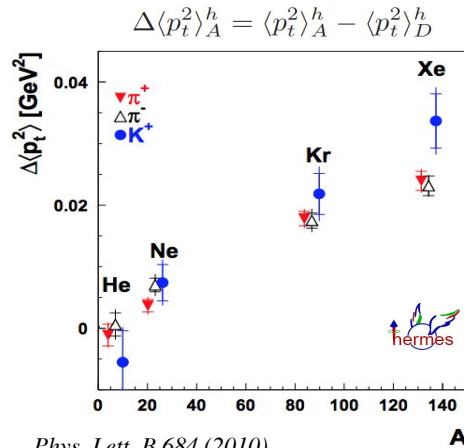 Δ⟨p_t^2⟩_A^h = ⟨p_t^2⟩_A^h − ⟨p_t^2⟩_D^h
Δ⟨p_t^2⟩ [GeV^2]
0.04
0.02
0
π^+
π^-
K^+
He
Ne
Kr
Xe
hermes
0 20 40 60 80 100 120 140
A
Phys. Lett. B 684 (2010)